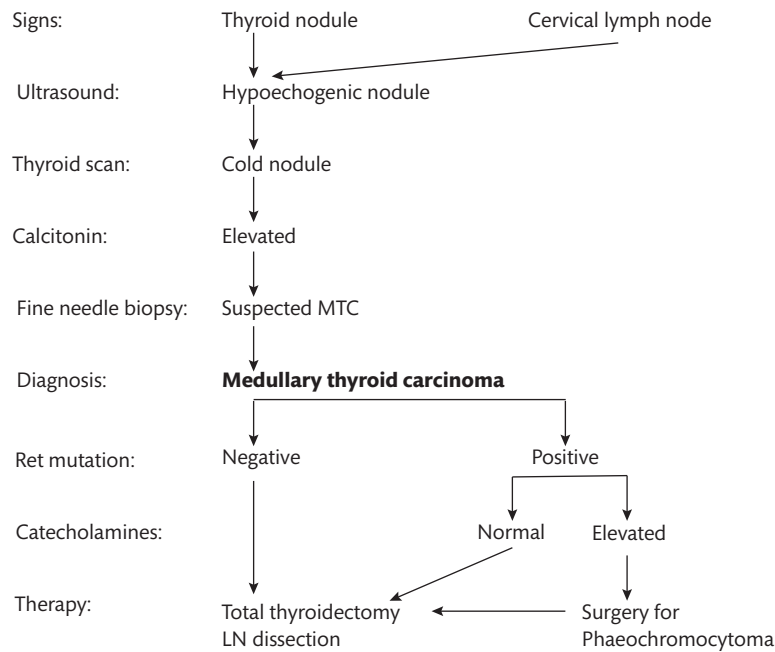 Signs: Thyroid nodule Cervical lymph node
Ultrasound: Hypoechogenic nodule
Thyroid scan: Cold nodule
Calcitonin: Elevated
Fine needle biopsy: Suspected MTC
Diagnosis: Medullary thyroid carcinoma
Ret mutation: Negative Positive
Catecholamines: Normal Elevated
Therapy: Total thyroidectomy Surgery for
LN dissection Phaeochromocytoma